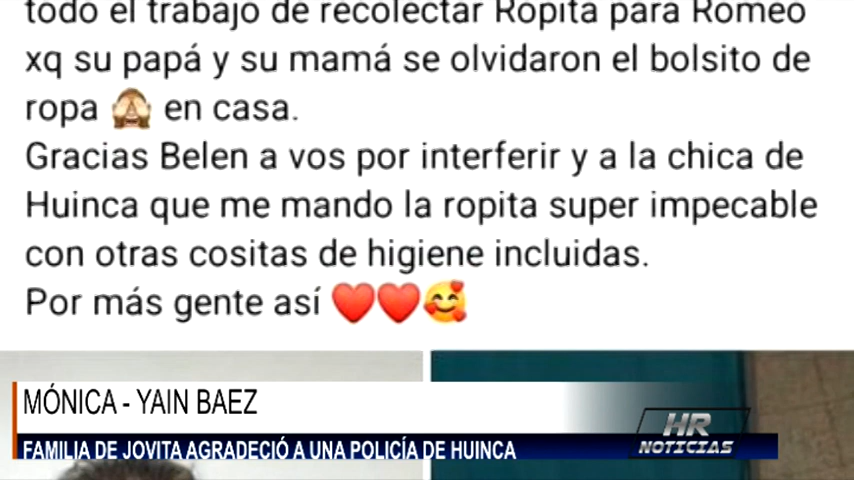 todo el trabajo de recolectar Ropita para Romeo
xq su papá y su mamá se olvidaron el bolsito de
ropa 🙈 en casa.
Gracias Belen a vos por interferir y a la chica de
Huinca que me mando la ropita super impecable
con otras cositas de higiene incluidas.
Por más gente así ❤️❤️🥰
MÓNICA - YAIN BAEZ
FAMILIA DE JOVITA AGRADECIÓ A UNA POLICÍA DE HUINCA
HR
NOTICIAS